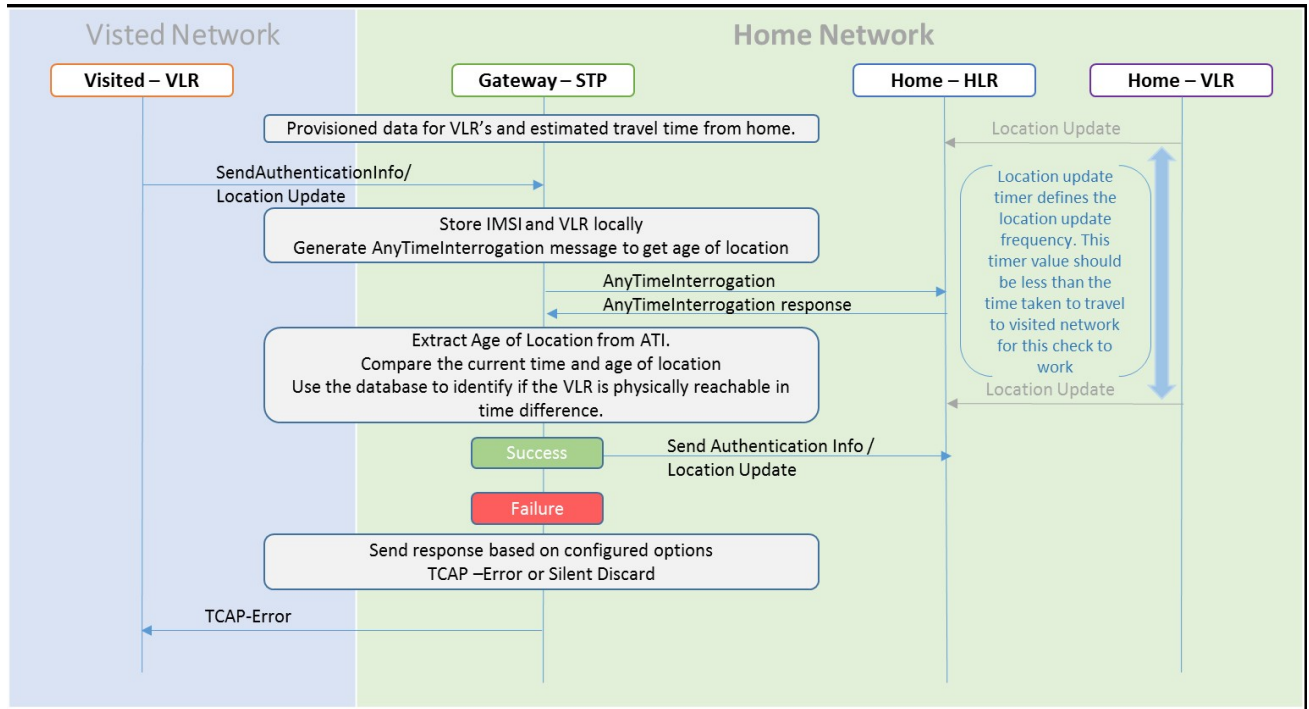 Visted Network
Home Network
Visited – VLR
Gateway – STP
Home – HLR
Home – VLR
Provisioned data for VLR's and estimated travel time from home.
Location Update
SendAuthenticationInfo/
Location Update
Store IMSI and VLR locally
Generate AnyTimeInterrogation message to get age of location
AnyTimeInterrogation
AnyTimeInterrogation response
Location update
timer defines the
location update
frequency. This
timer value should
be less than the
time taken to travel
to visited network
for this check to
work
Extract Age of Location from ATI.
Compare the current time and age of location
Use the database to identify if the VLR is physically reachable in
time difference.
Location Update
Success
Send Authentication Info /
Location Update
Failure
Send response based on configured options
TCAP –Error or Silent Discard
TCAP-Error